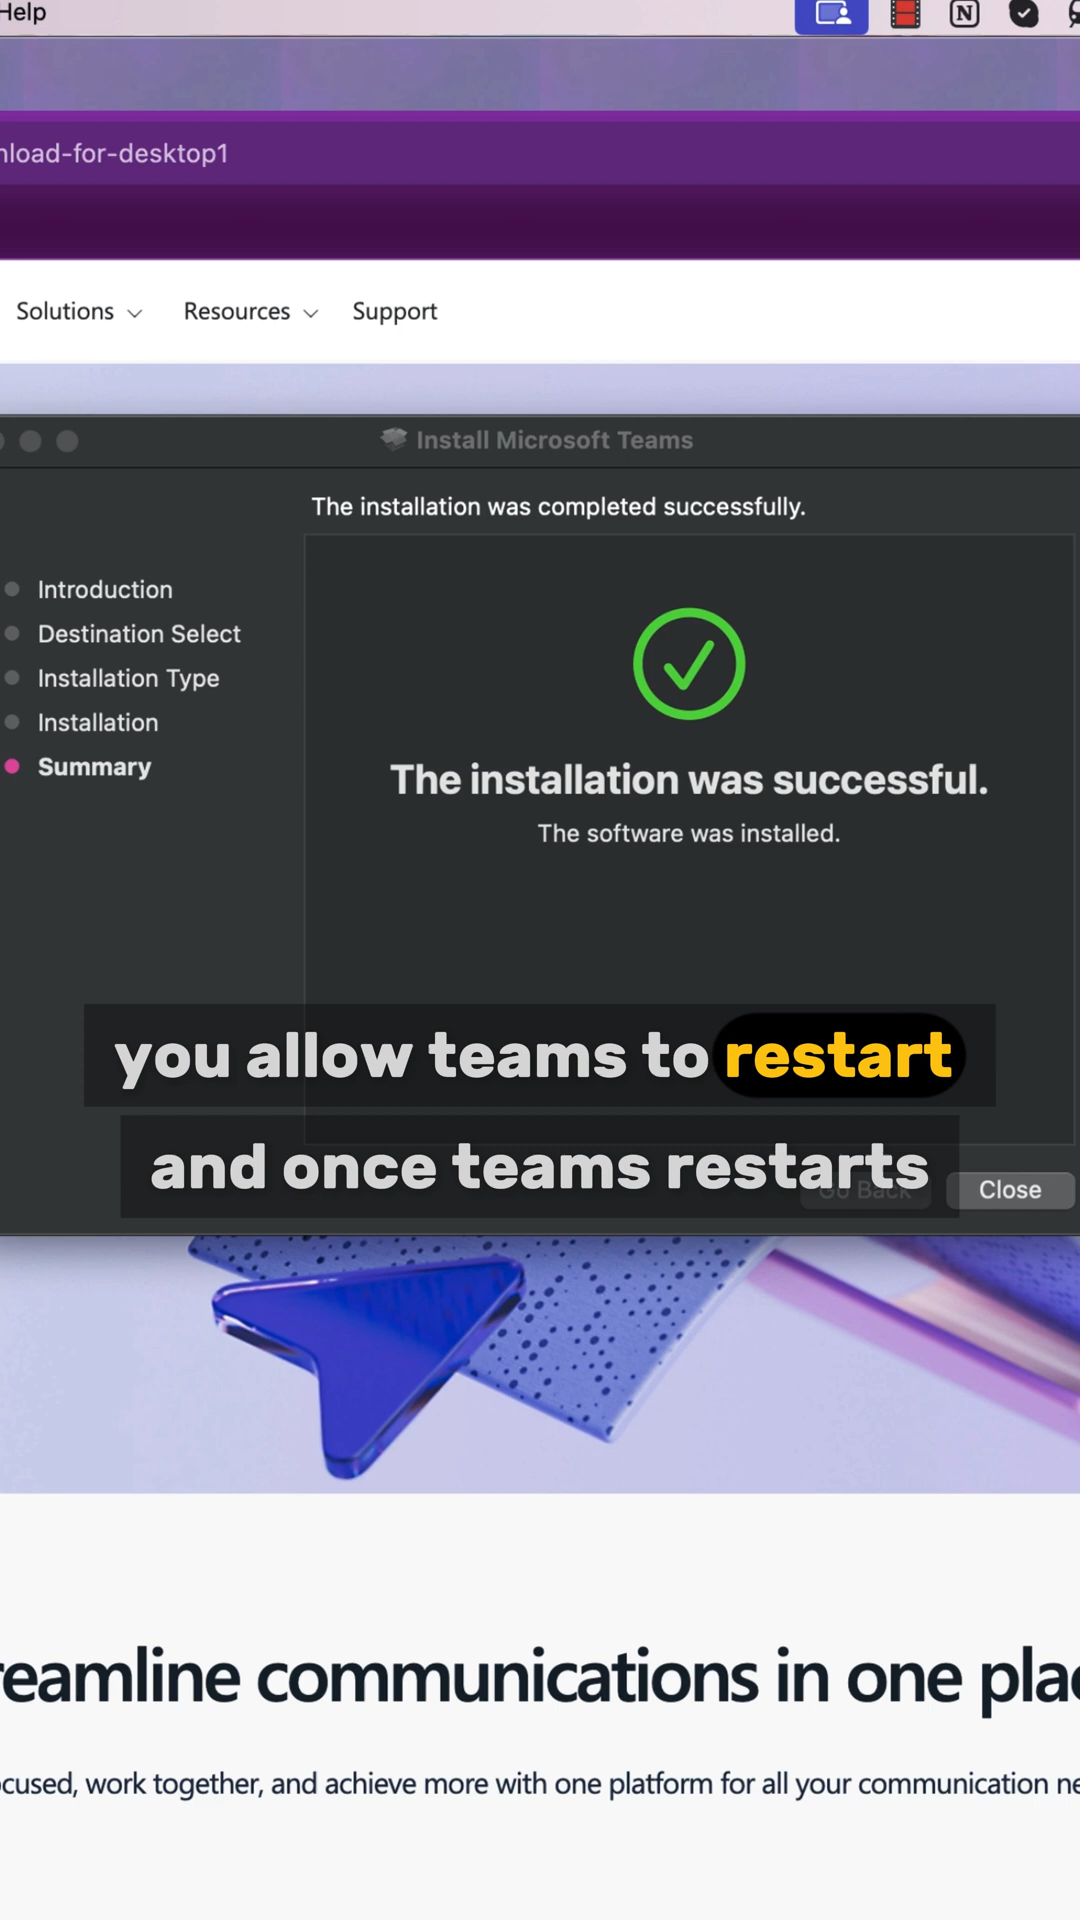 Help
N
nload-for-desktop1
Solutions
Resources
Support
Install Microsoft Teams
The installation was completed successfully.
Introduction
Destination Select
Installation Type
Installation
Summary
The installation was successful.
The software was installed.
you allow teams to restart
and once teams restarts
Go Back
Close
reamline communications in one plac
ocused, work together, and achieve more with one platform for all your communication ne